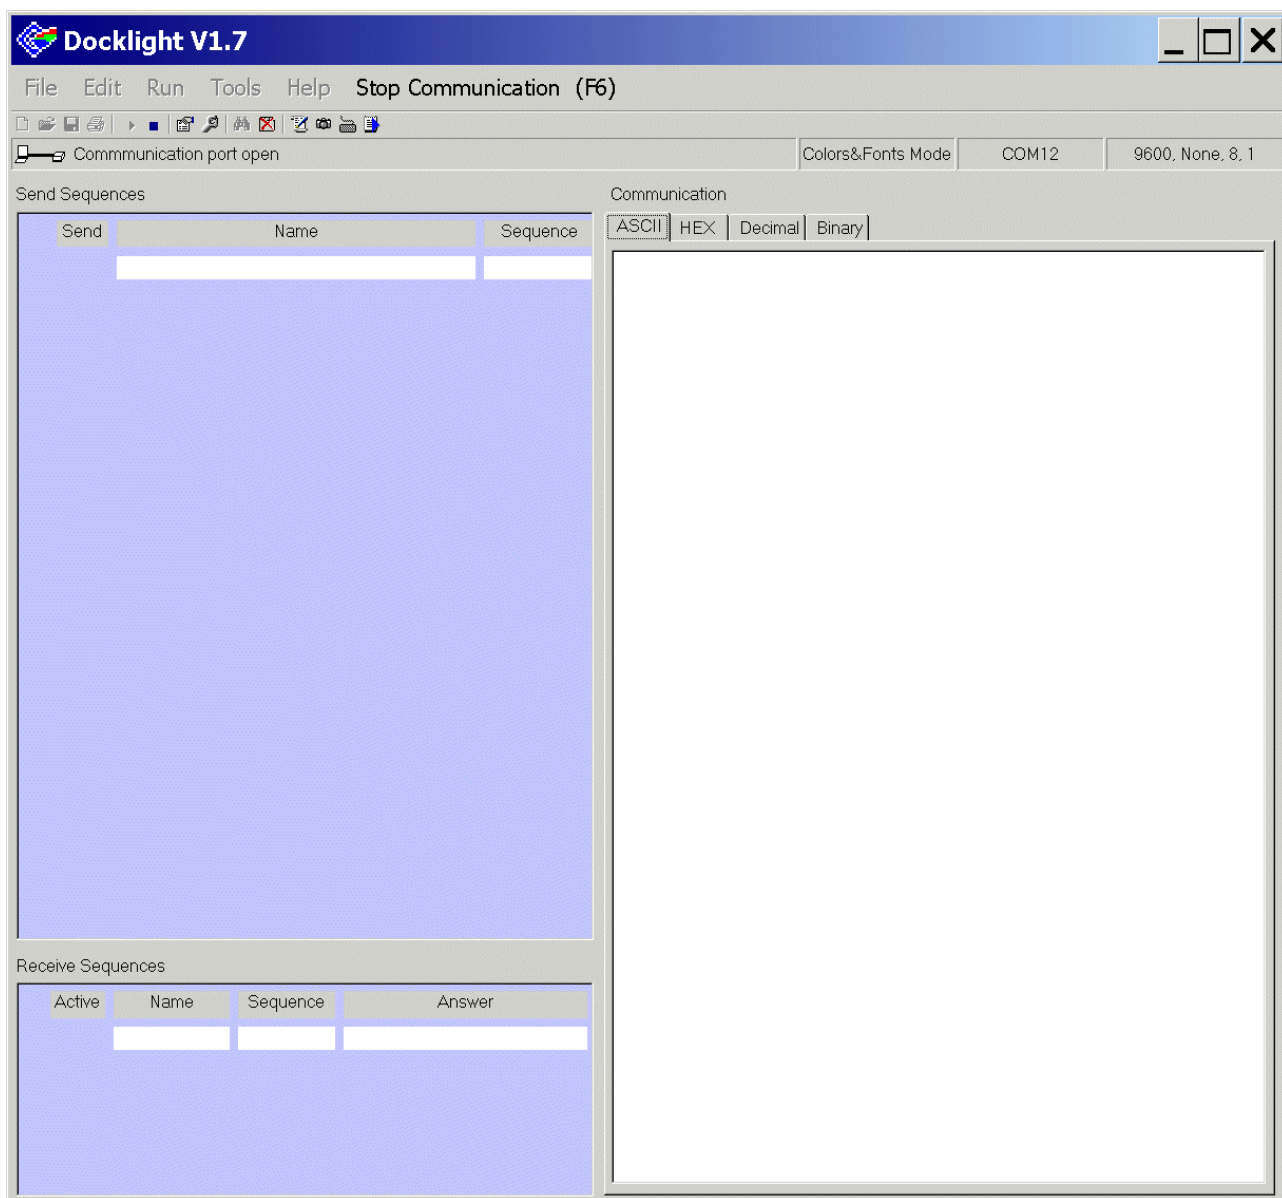 Docklight V1.7
File Edit Run Tools Help Stop Communication (F6)
Commmunication port open Colors&Fonts Mode COM12 9600, None, 8, 1
Send Sequences
Send Name Sequence
Communication
ASCII HEX Decimal Binary
Receive Sequences
Active Name Sequence Answer